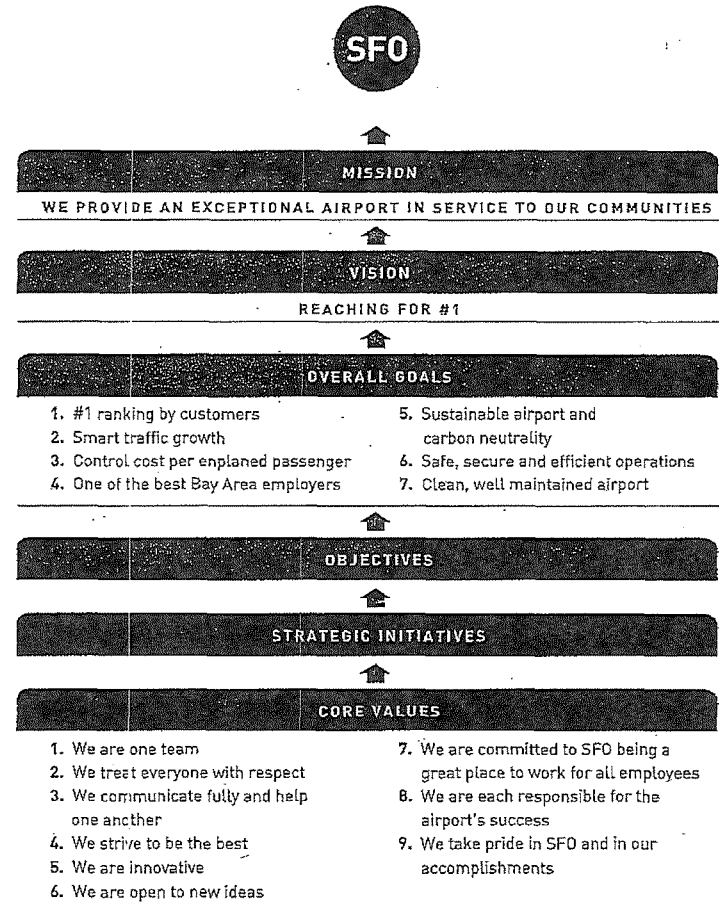 SFO
MISSION
WE PROVIDE AN EXCEPTIONAL AIRPORT IN SERVICE TO OUR COMMUNITIES
VISION
REACHING FOR #1
OVERALL GOALS
1. #1 ranking by customers
2. Smart traffic growth
3. Control cost per enplaned passenger
4. One of the best Bay Area employers
5. Sustainable airport and
carbon neutrality
6. Safe, secure and efficient operations
7. Clean, well maintained airport
OBJECTIVES
STRATEGIC INITIATIVES
CORE VALUES
1. We are one team
2. We treat everyone with respect
3. We communicate fully and help
one another
4. We strive to be the best
5. We are innovative
6. We are open to new ideas
7. We are committed to SFO being a
great place to work for all employees
8. We are each responsible for the
airport's success
9. We take pride in SFO and in our
accomplishments